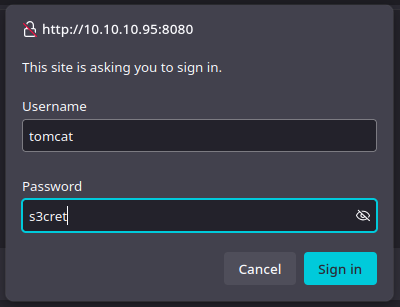 http://10.10.10.95:8080
This site is asking you to sign in.
Username
tomcat
Password
s3cret
Cancel
Sign in